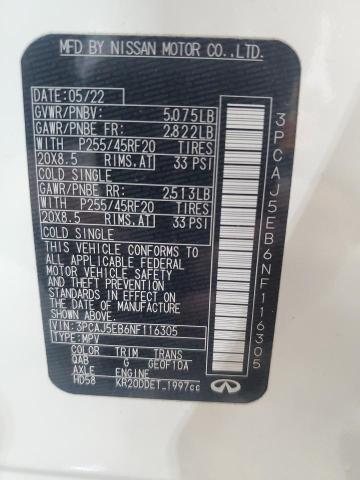 MFD BY NISSAN MOTOR CO.,LTD.
DATE:05/22
GVWR/PNBV: 5,075LB
GAWR/PNBE FR: 2,822LB
WITH P255/45RF20 TIRES
20X8.5 RIMS,AT 33 PSI
COLD SINGLE
GAWR/PNBE RR: 2,513LB
WITH P255/45RF20 TIRES
20X8.5 RIMS,AT 33 PSI
COLD SINGLE
THIS VEHICLE CONFORMS TO
ALL APPLICABLE FEDERAL
MOTOR VEHICLE SAFETY
AND THEFT PREVENTION
STANDARDS IN EFFECT ON
THE DATE OF MANUFACTURE
SHOWN ABOVE.
VIN: 3PCAJ5EB6NF116305
TYPE: MPV
COLOR TRIM TRANS
QAB G GE0F10A
AXLE ENGINE
HD58 KR20DDET 1997cc
INFINITI
3PCAJ5EB6NF116305